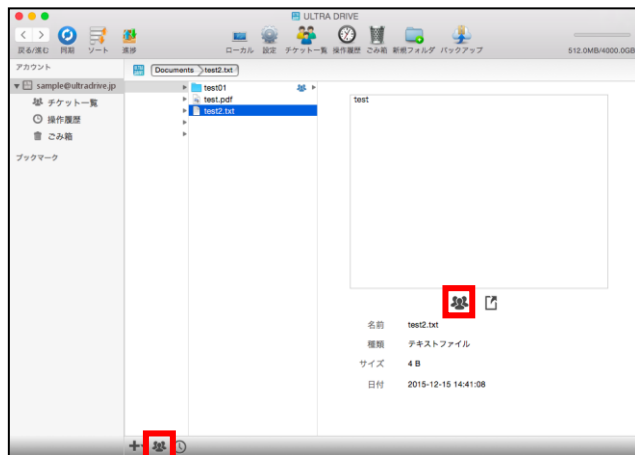 ULTRA DRIVE
戻る/進む 同期 ソート 進捗 ローカル 設定 チケット一覧 操作履歴 ごみ箱 新規フォルダ バックアップ 512.0MB/4000.0GB
アカウント
Documents test2.txt
sample@ultradrive.jp
チケット一覧
操作履歴
ごみ箱
ブックマーク
test01
test.pdf
test2.txt
test
名前 test2.txt
種類 テキストファイル
サイズ 4 B
日付 2015-12-15 14:41:08